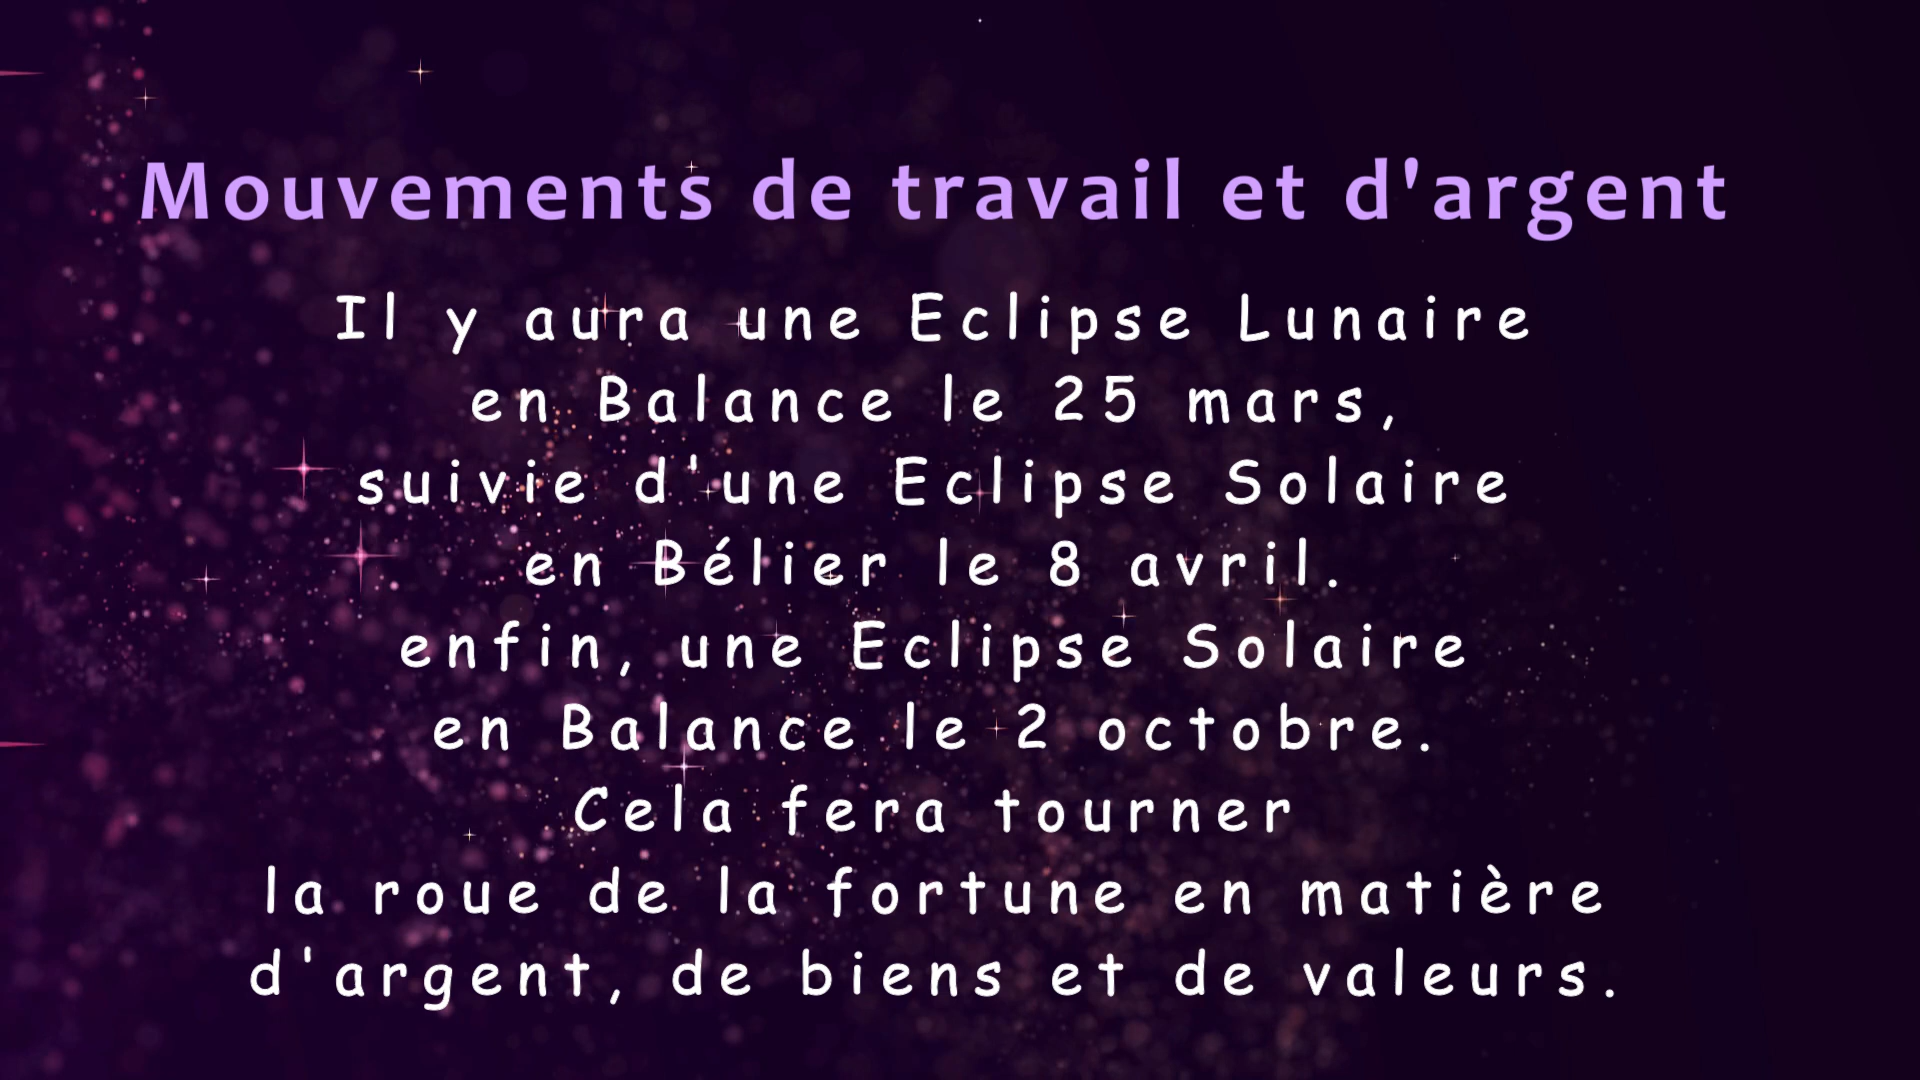 Mouvements de travail et d'argent
Il y aura une Eclipse Lunaire
en Balance le 25 mars,
suivie d'une Eclipse Solaire
en Bélier le 8 avril.
enfin, une Eclipse Solaire
en Balance le 2 octobre.
Cela fera tourner
la roue de la fortune en matière
d'argent, de biens et de valeurs.